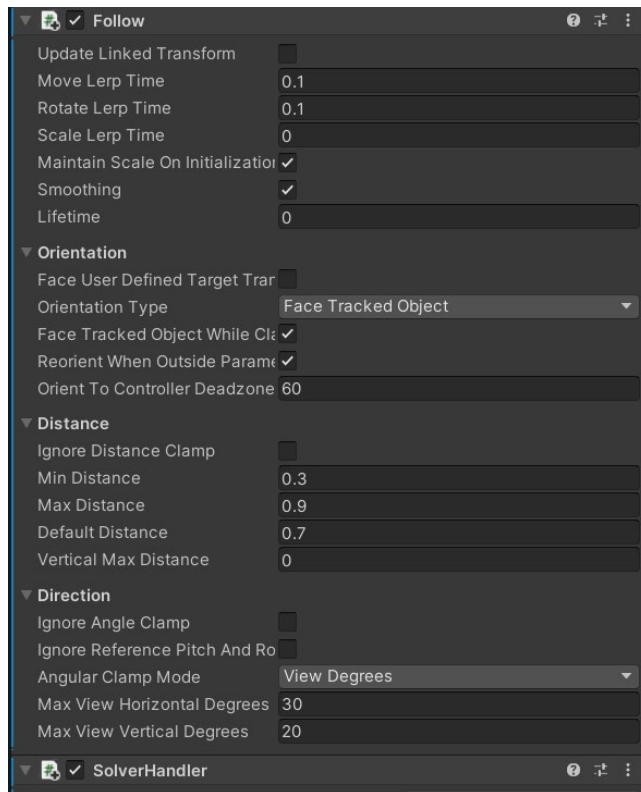 Follow
Update Linked Transform
Move Lerp Time 0.1
Rotate Lerp Time 0.1
Scale Lerp Time 0
Maintain Scale On Initialization
Smoothing
Lifetime 0
Orientation
Face User Defined Target Tran
Orientation Type Face Tracked Object
Face Tracked Object While Cla
Reorient When Outside Parame
Orient To Controller Deadzone 60
Distance
Ignore Distance Clamp
Min Distance 0.3
Max Distance 0.9
Default Distance 0.7
Vertical Max Distance 0
Direction
Ignore Angle Clamp
Ignore Reference Pitch And Ro
Angular Clamp Mode View Degrees
Max View Horizontal Degrees 30
Max View Vertical Degrees 20
SolverHandler